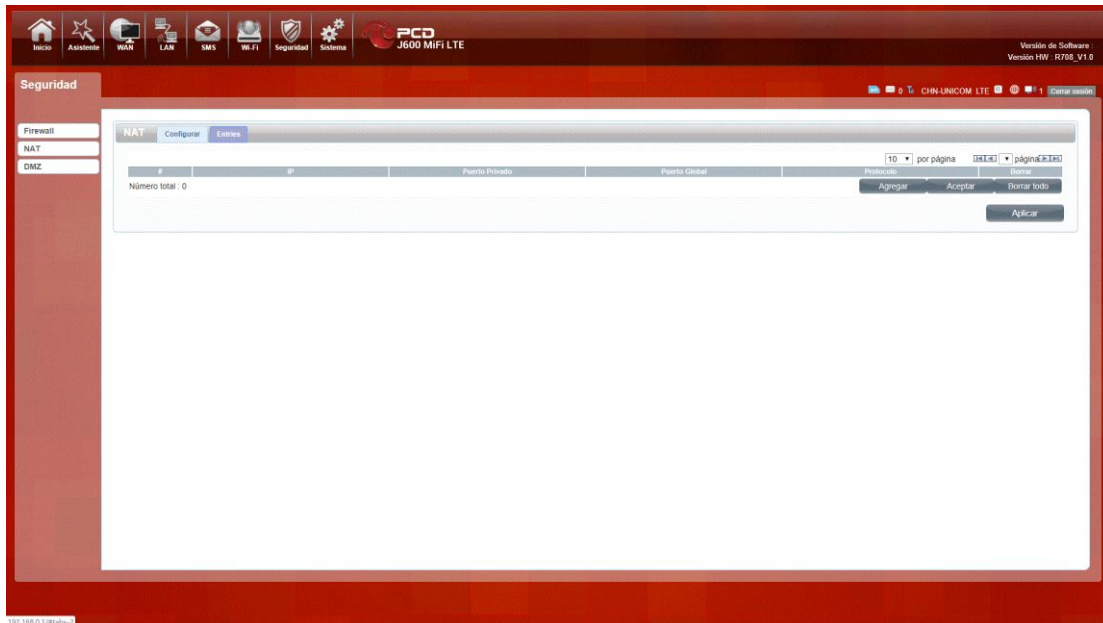 Inicio Asistente WAN LAN SMS Wi-Fi Seguridad Sistema
PCD
J600 MiFi LTE
Versión de Software :
Versión HW : R708_V1.0
Seguridad
0 CHN-UNICOM LTE 1 Cerrar sesión
Firewall
NAT
DMZ
NAT Configurar Entries
10 por página página
# IP Puerto Privado Puerto Global Protocolo Borrar
Número total : 0 Agregar Aceptar Borrar todo
Aplicar